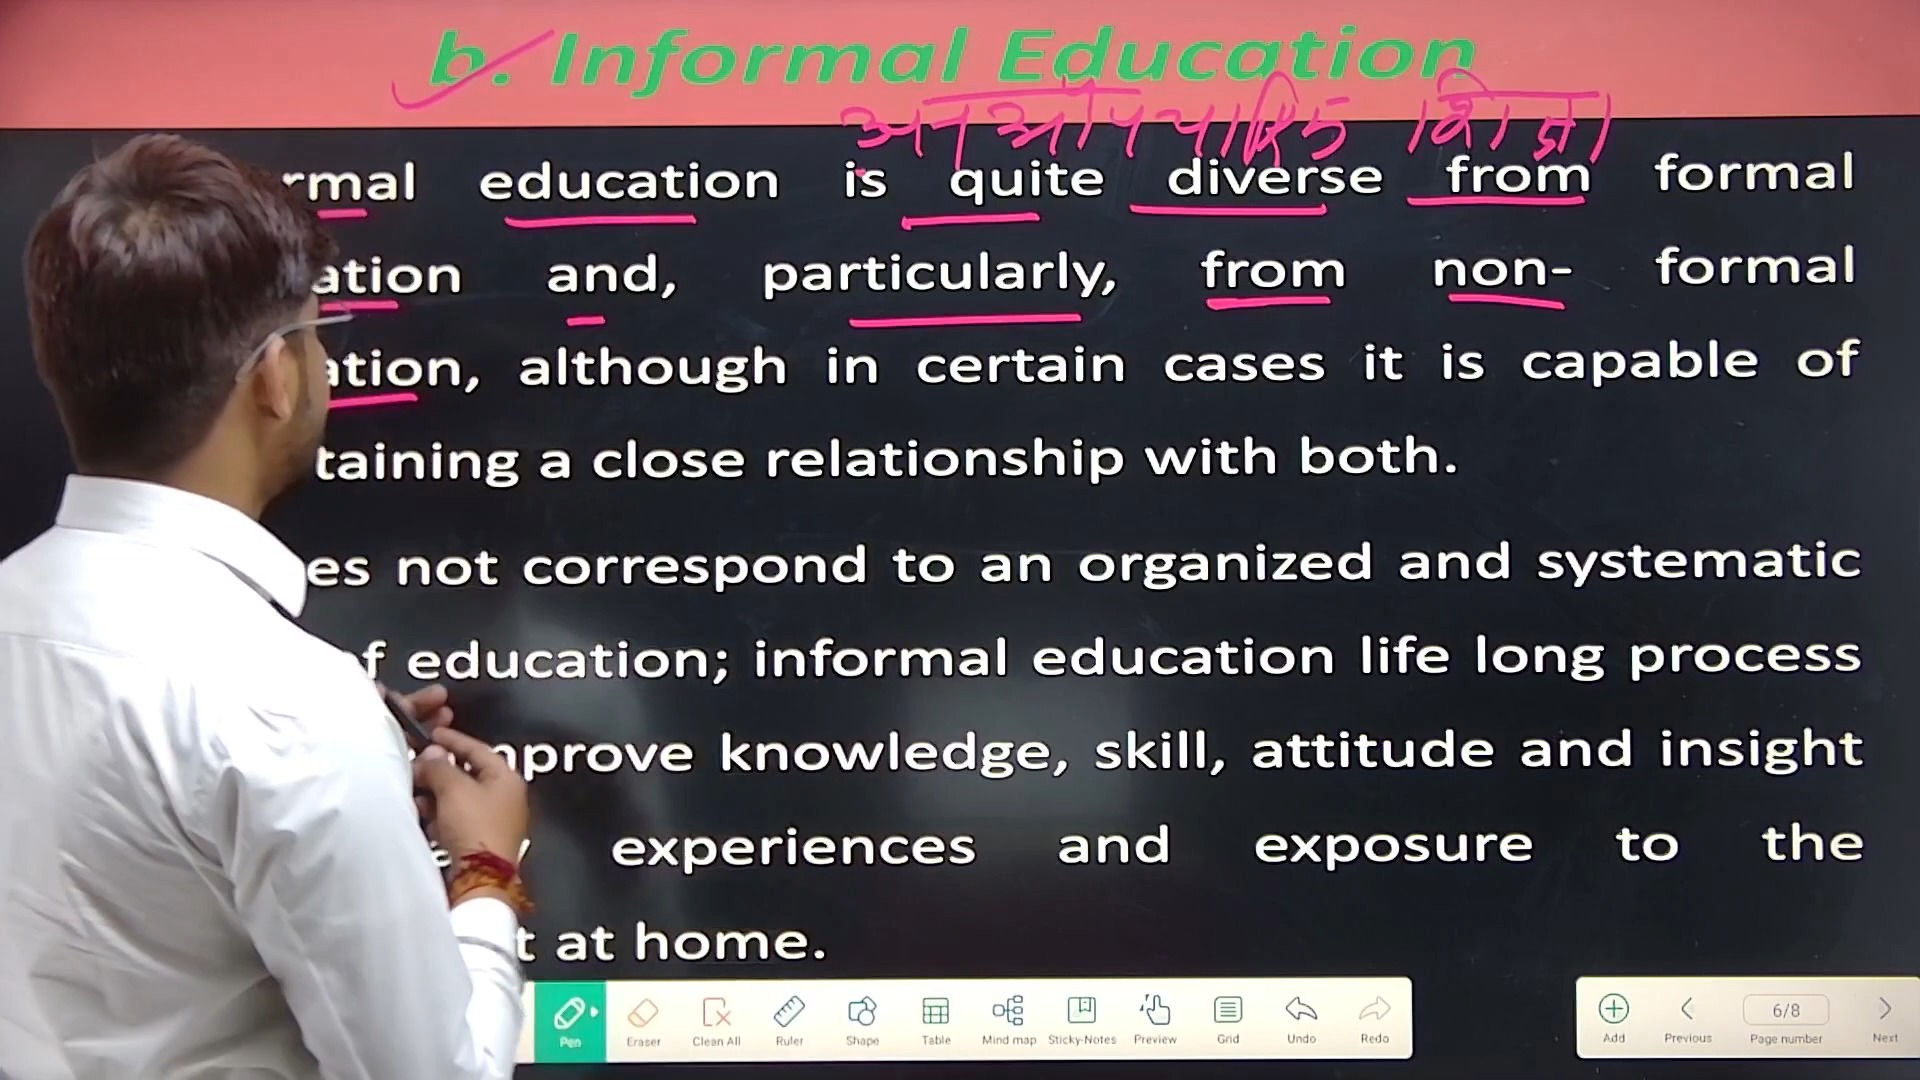 b. Informal Education
अनऔपचारिक शिक्षा
rmal education is quite diverse from formal
ation and, particularly, from non- formal
ation, although in certain cases it is capable of
taining a close relationship with both.
es not correspond to an organized and systematic
f education; informal education life long process
mprove knowledge, skill, attitude and insight
experiences and exposure to the
t at home.
Pen Eraser Clean All Ruler Shape Table Mind map Sticky-Notes Preview Grid Undo Redo
6/8
Add Previous Page number Next